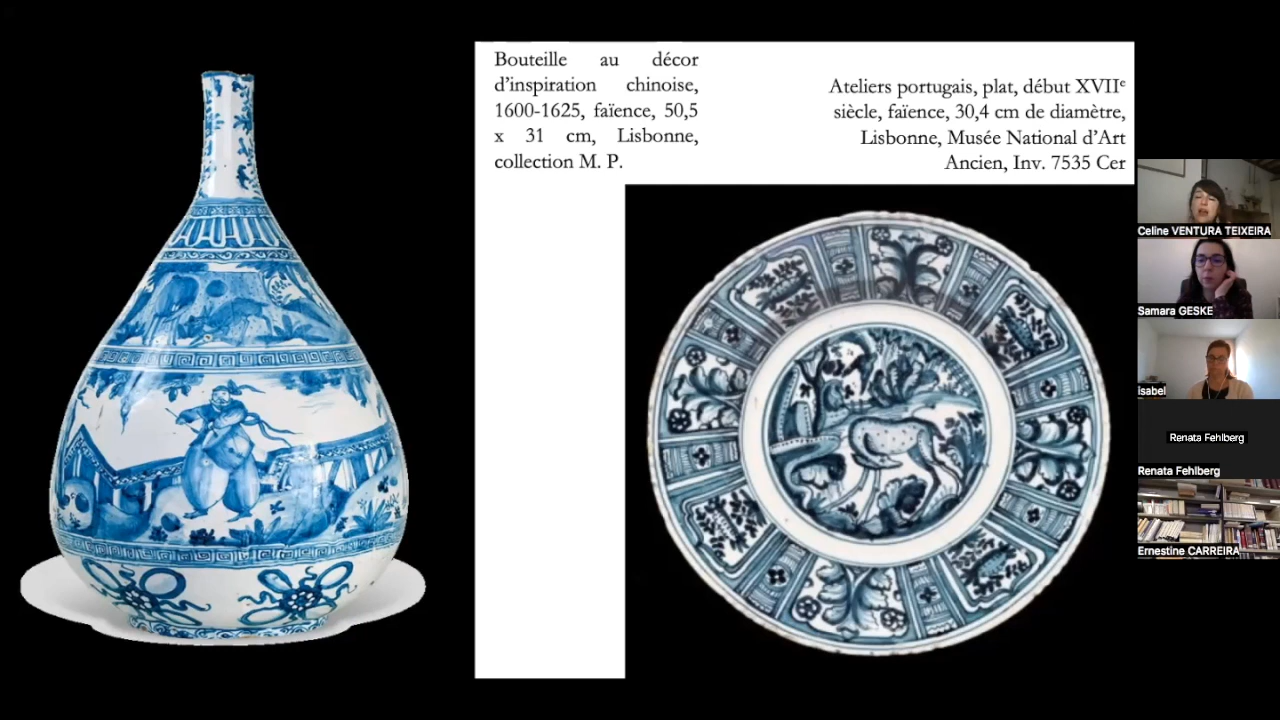 Bouteille au décor
d’inspiration chinoise,
1600-1625, faïence, 50,5
x 31 cm, Lisbonne,
collection M. P.
Ateliers portugais, plat, début XVIIᵉ
siècle, faïence, 30,4 cm de diamètre,
Lisbonne, Musée National d’Art
Ancien, Inv. 7535 Cer
Celine VENTURA TEIXEIRA
Samara GESKE
isabel
Renata Fehlberg
Renata Fehlberg
Ernestine CARREIRA